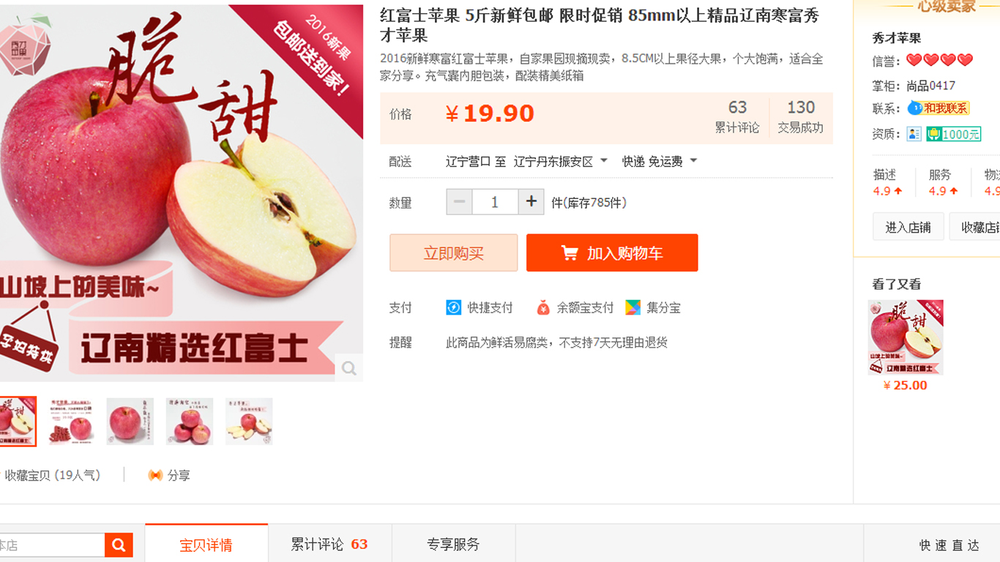 脆
甜
2016新果
包邮送到家!
秀才
苹果
山坡上的美味~
孕妇特供
辽南精选红富士
收藏宝贝 (19人气)
分享
红富士苹果 5斤新鲜包邮 限时促销 85mm以上精品辽南寒富秀
才苹果
2016新鲜寒富红富士苹果，自家果园现摘现卖，8.5CM以上果径大果，个大饱满，适合全
家分享。充气囊内胆包装，配装精美纸箱
价格
¥19.90
63
累计评论
130
交易成功
配送
辽宁营口 至 辽宁丹东振安区
快递 免运费
数量
1
件(库存785件)
立即购买
加入购物车
支付
快捷支付
余额宝支付
集分宝
提醒
此商品为鲜活易腐类，不支持7天无理由退货
心级卖家
秀才苹果
信誉：
掌柜：尚品0417
联系：和我联系
资质：1000元
描述
4.9
服务
4.9
物流
4.9
进入店铺
收藏店铺
看了又看
脆甜
辽南精选红富士
¥25.00
本店
宝贝详情
累计评论 63
专享服务
快速直达